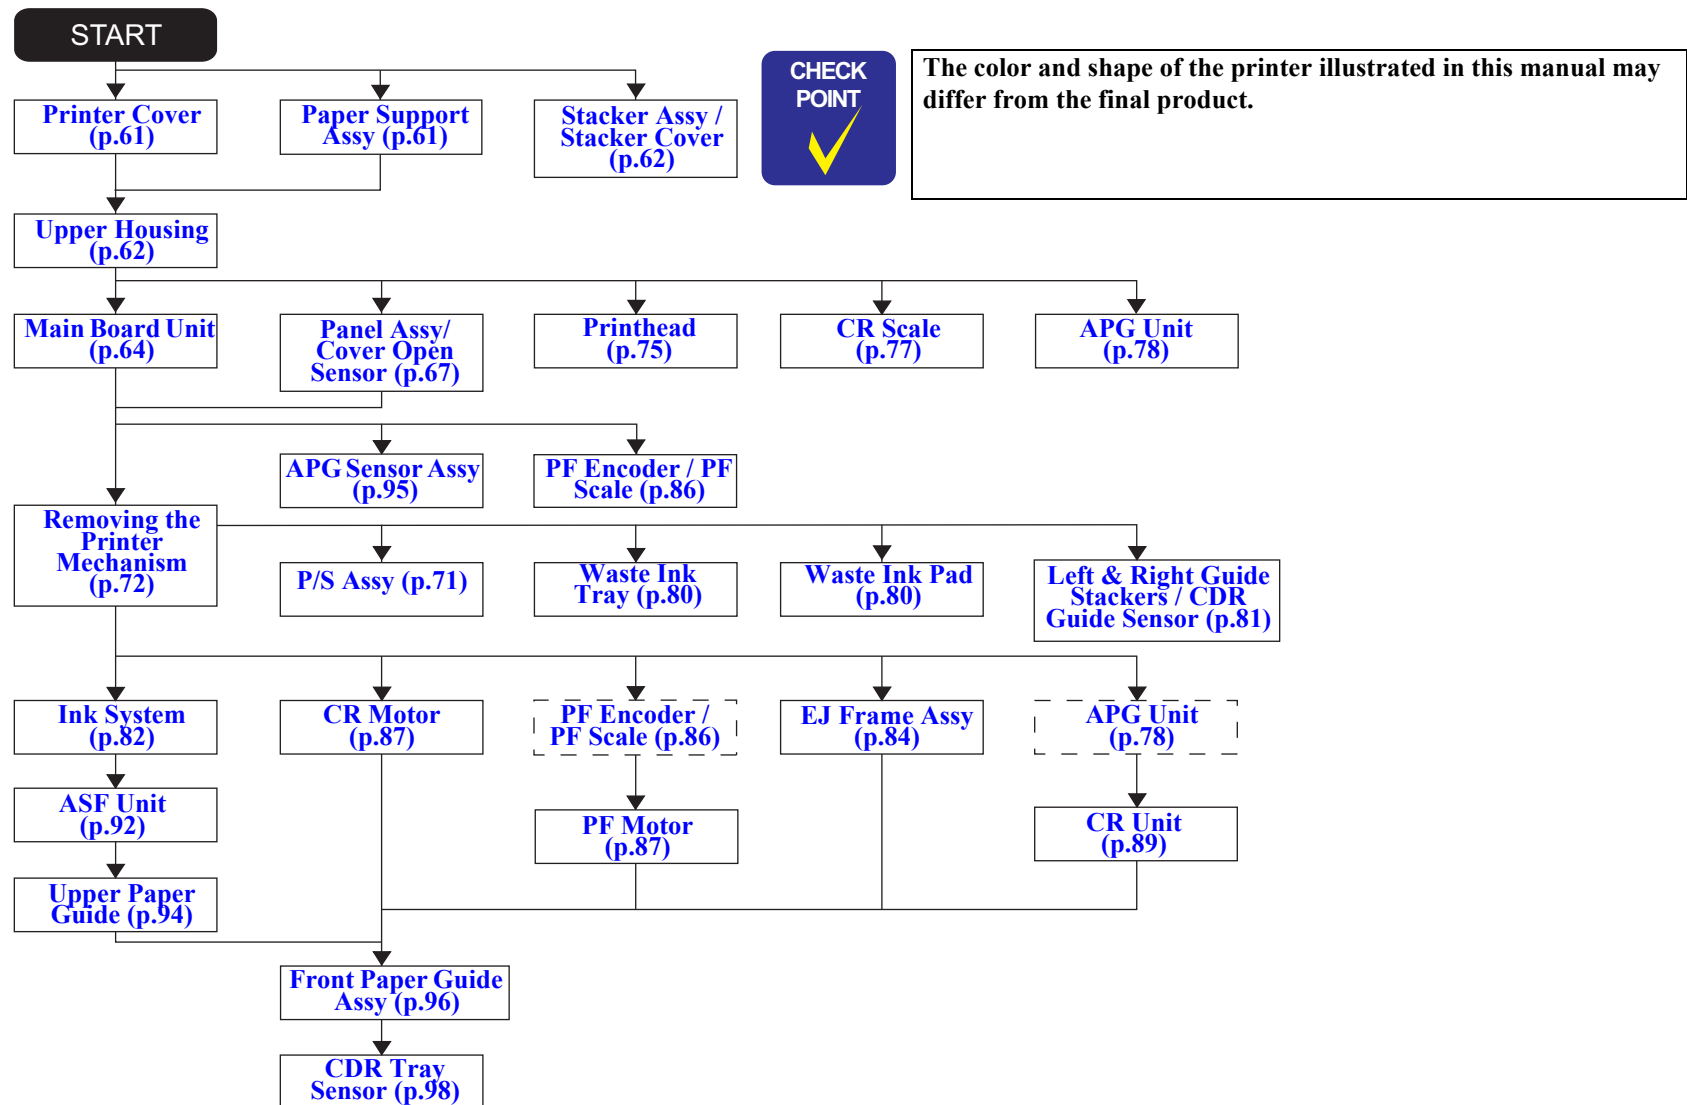 START
CHECK
POINT
The color and shape of the printer illustrated in this manual may
differ from the final product.
Printer Cover
(p.61)
Paper Support
Assy (p.61)
Stacker Assy /
Stacker Cover
(p.62)
Upper Housing
(p.62)
Main Board Unit
(p.64)
Panel Assy/
Cover Open
Sensor (p.67)
Printhead
(p.75)
CR Scale
(p.77)
APG Unit
(p.78)
APG Sensor Assy
(p.95)
PF Encoder / PF
Scale (p.86)
Removing the
Printer
Mechanism
(p.72)
P/S Assy (p.71)
Waste Ink
Tray (p.80)
Waste Ink Pad
(p.80)
Left & Right Guide
Stackers / CDR
Guide Sensor (p.81)
Ink System
(p.82)
CR Motor
(p.87)
PF Encoder /
PF Scale (p.86)
EJ Frame Assy
(p.84)
APG Unit
(p.78)
ASF Unit
(p.92)
PF Motor
(p.87)
CR Unit
(p.89)
Upper Paper
Guide (p.94)
Front Paper Guide
Assy (p.96)
CDR Tray
Sensor (p.98)